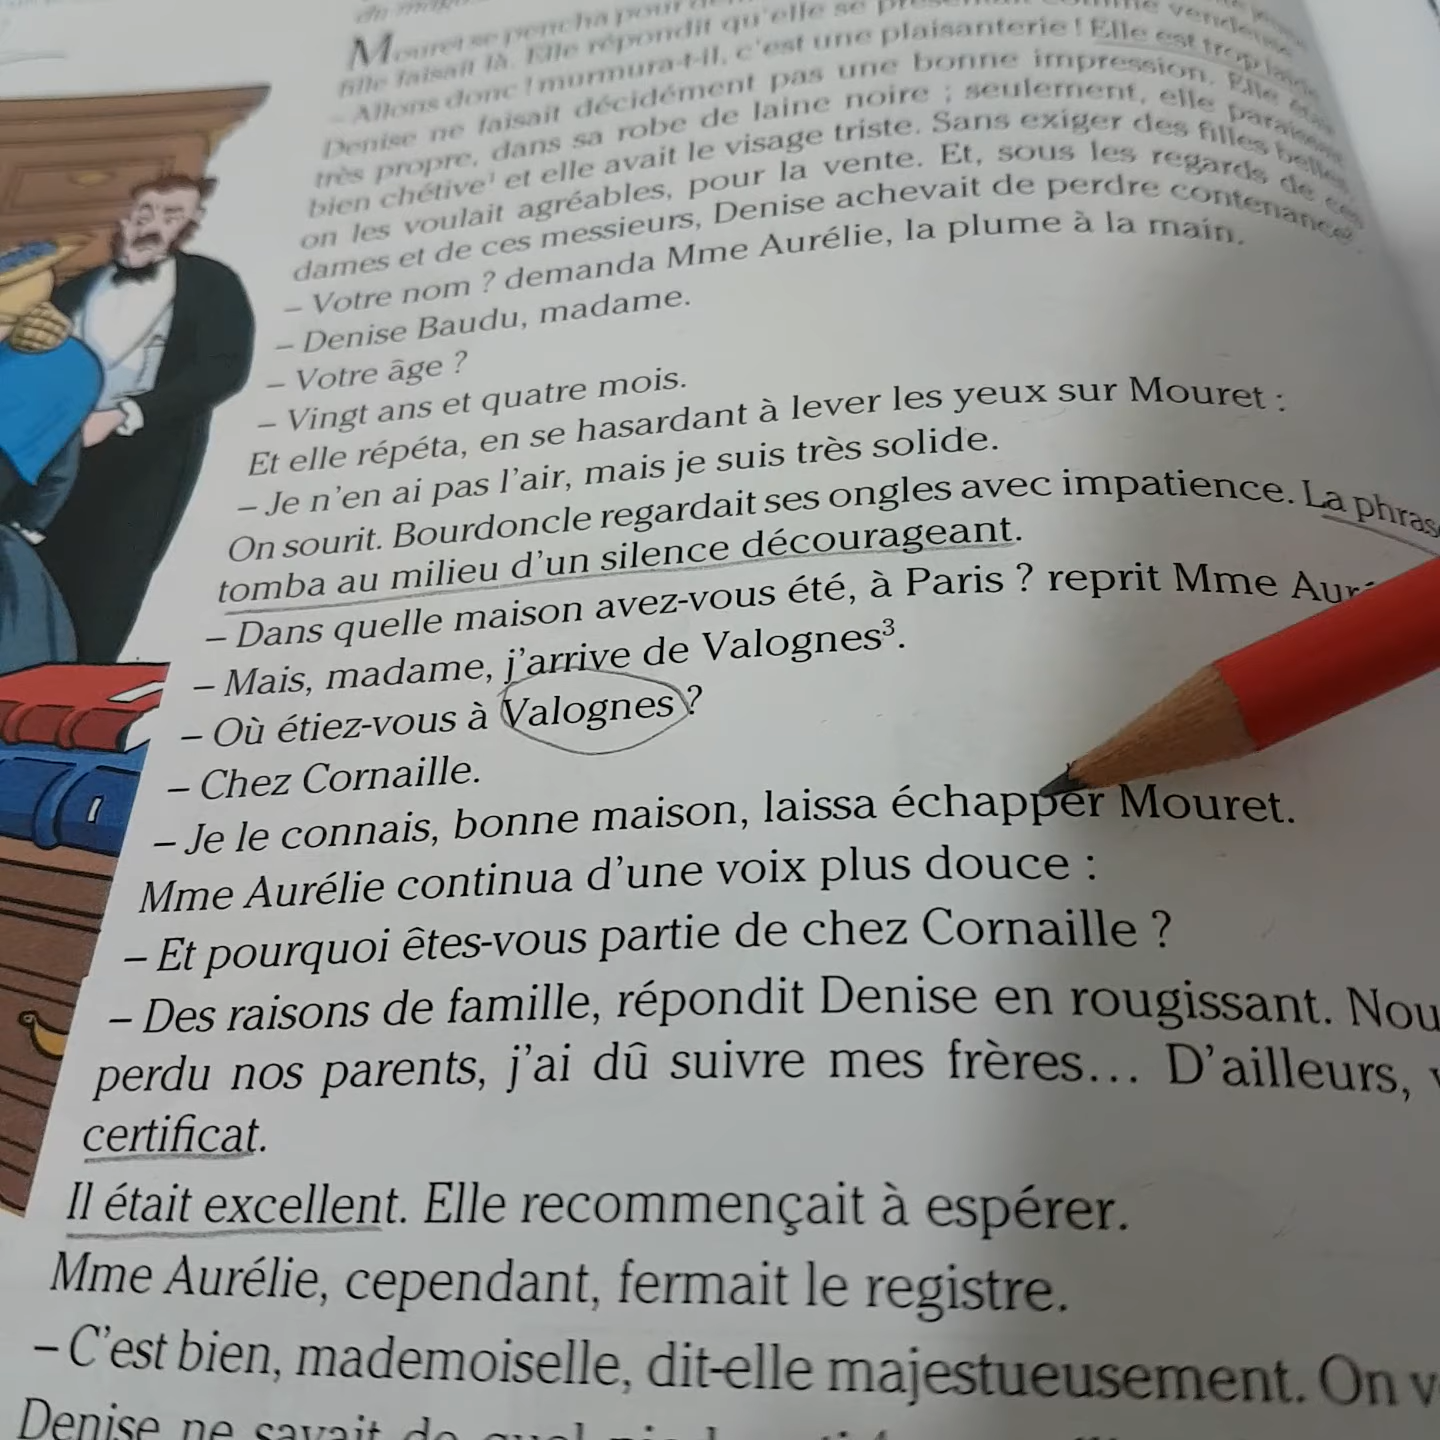 Mouret se pencha pour
fille faisait là. Elle répondit qu'elle se vendeuse
– Allons donc ! murmura-t-il, c'est une plaisanterie ! Elle est trop laide
Denise ne faisait décidément pas une bonne impression. Elle était
très propre, dans sa robe de laine noire ; seulement, elle paraissait
bien chétive¹ et elle avait le visage triste. Sans exiger des filles belles
on les voulait agréables, pour la vente. Et, sous les regards de ces
dames et de ces messieurs, Denise achevait de perdre contenance².
– Votre nom ? demanda Mme Aurélie, la plume à la main.
– Denise Baudu, madame.
– Votre âge ?
– Vingt ans et quatre mois.
Et elle répéta, en se hasardant à lever les yeux sur Mouret :
– Je n'en ai pas l'air, mais je suis très solide.
On sourit. Bourdoncle regardait ses ongles avec impatience. La phras
tomba au milieu d'un silence décourageant.
– Dans quelle maison avez-vous été, à Paris ? reprit Mme Aur
– Mais, madame, j'arrive de Valognes³.
– Où étiez-vous à Valognes ?
– Chez Cornaille.
– Je le connais, bonne maison, laissa échapper Mouret.
Mme Aurélie continua d'une voix plus douce :
– Et pourquoi êtes-vous partie de chez Cornaille ?
– Des raisons de famille, répondit Denise en rougissant. Nou
perdu nos parents, j'ai dû suivre mes frères... D'ailleurs, v
certificat.
Il était excellent. Elle recommençait à espérer.
Mme Aurélie, cependant, fermait le registre.
– C'est bien, mademoiselle, dit-elle majestueusement. On v
Denise ne savait de quel